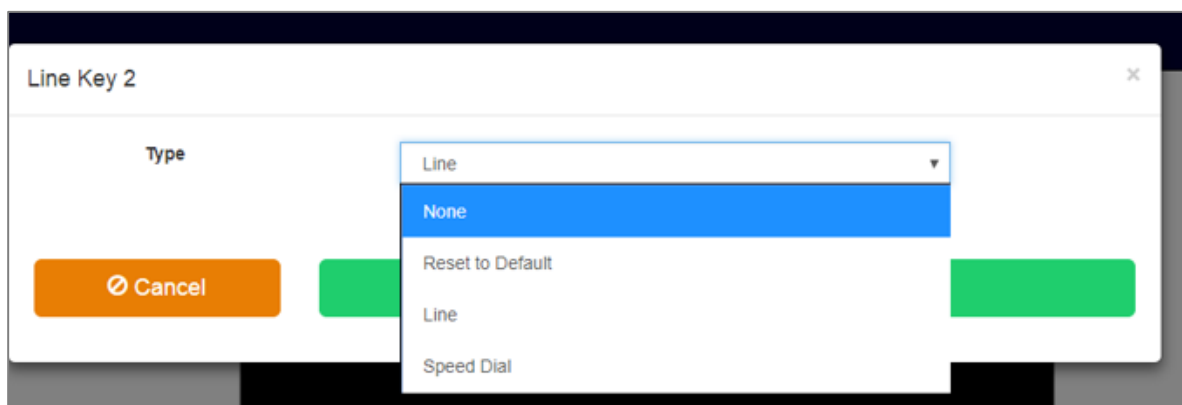 Line Key 2 ×
Type
Line
None
Reset to Default
Cancel
Line
Speed Dial